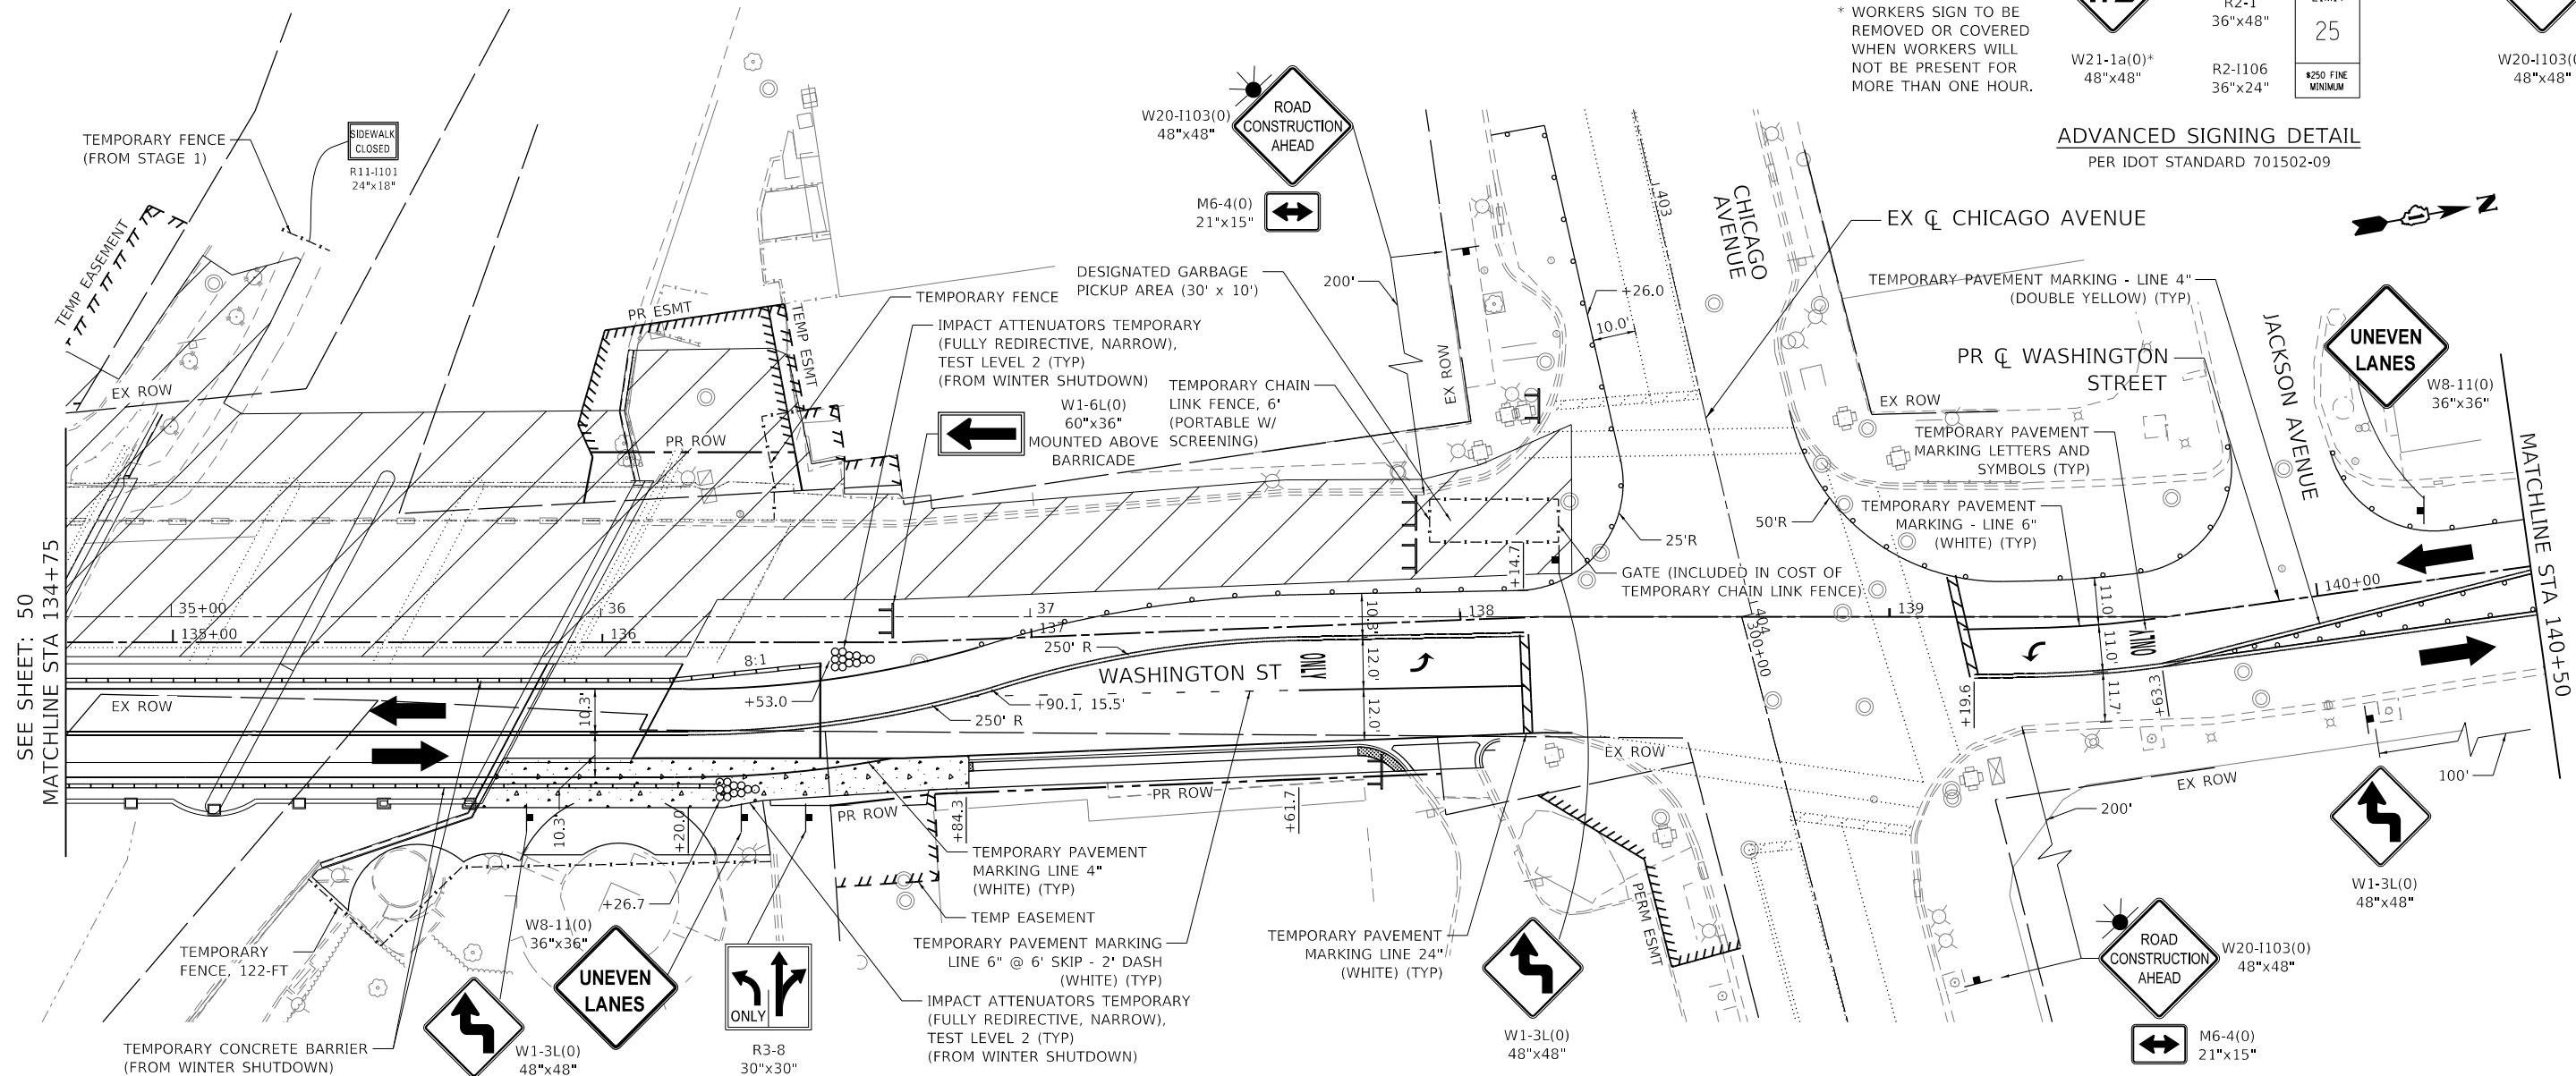 * WORKERS SIGN TO BE
REMOVED OR COVERED
WHEN WORKERS WILL
NOT BE PRESENT FOR
MORE THAN ONE HOUR.
W21-1a(0)*
48"x48"
R2-1
36"x48"
R2-I106
36"x24"
25
$250 FINE
MINIMUM
48"x48"
ADVANCED SIGNING DETAIL
PER IDOT STANDARD 701502-09
TEMPORARY FENCE
(FROM STAGE 1)
SIDEWALK
CLOSED
R11-I101
24"x18"
TEMP EASEMENT
EX ROW
W20-I103(0)
48"x48"
ROAD
CONSTRUCTION
AHEAD
M6-4(0)
21"x15"
DESIGNATED GARBAGE
PICKUP AREA (30' x 10')
TEMPORARY FENCE
IMPACT ATTENUATORS TEMPORARY
(FULLY REDIRECTIVE, NARROW),
TEST LEVEL 2 (TYP)
(FROM WINTER SHUTDOWN)
W1-6L(0)
60"x36"
MOUNTED ABOVE
BARRICADE
TEMPORARY CHAIN
LINK FENCE, 6'
(PORTABLE W/
SCREENING)
PR ESMT
TEMP ESMT
PR ROW
200'
EX ROW
+26.0
10.0'
403
CHICAGO
AVENUE
EX ℄ CHICAGO AVENUE
N
TEMPORARY PAVEMENT MARKING - LINE 4"
(DOUBLE YELLOW) (TYP)
PR ℄ WASHINGTON
STREET
JACKSON AVENUE
UNEVEN
LANES
W8-11(0)
36"x36"
EX ROW
TEMPORARY PAVEMENT
MARKING LETTERS AND
SYMBOLS (TYP)
TEMPORARY PAVEMENT
MARKING - LINE 6"
(WHITE) (TYP)
50'R
25'R
GATE (INCLUDED IN COST OF
TEMPORARY CHAIN LINK FENCE)
+14.7
MATCHLINE STA 140+50
SEE SHEET: 50
MATCHLINE STA 134+75
35+00
135+00
36
136
37
137
138
139
140+00
404
300+00
8:1
+53.0
250' R
250' R
+90.1, 15.5'
WASHINGTON ST
ONLY
10.8'
12.0'
12.0'
11.0'
11.0'
11.7'
ONLY
+19.6
+93.3
EX ROW
10.3'
10.3'
+20.0
+26.7
PR ROW
+84.3
PR ROW
+61.7
EX ROW
EX ROW
200'
100'
TEMPORARY PAVEMENT
MARKING LINE 4"
(WHITE) (TYP)
TEMP EASEMENT
TEMPORARY PAVEMENT MARKING
LINE 6" @ 6' SKIP - 2' DASH
(WHITE) (TYP)
IMPACT ATTENUATORS TEMPORARY
(FULLY REDIRECTIVE, NARROW),
TEST LEVEL 2 (TYP)
(FROM WINTER SHUTDOWN)
TEMPORARY PAVEMENT
MARKING LINE 24"
(WHITE) (TYP)
PERM ESMT
TEMPORARY
FENCE, 122-FT
TEMPORARY CONCRETE BARRIER
(FROM WINTER SHUTDOWN)
W1-3L(0)
48"x48"
W8-11(0)
36"x36"
UNEVEN
LANES
ONLY
R3-8
30"x30"
W1-3L(0)
48"x48"
ROAD
CONSTRUCTION
AHEAD
W20-I103(0)
48"x48"
M6-4(0)
21"x15"
W1-3L(0)
48"x48"